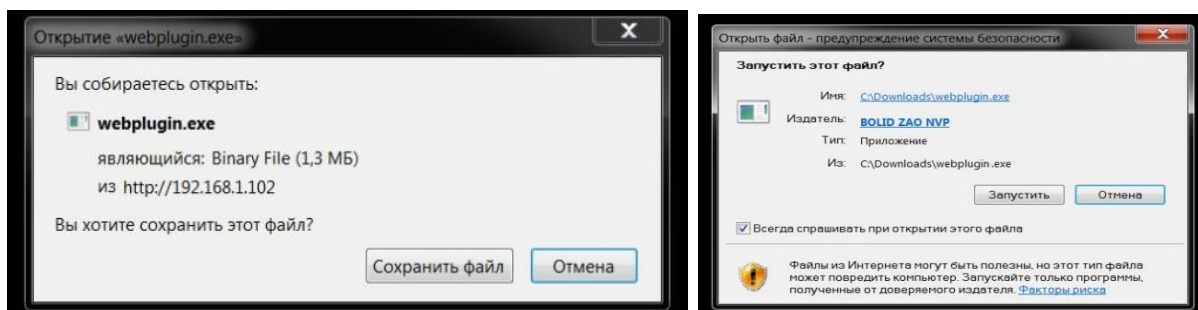 Открытие «webplugin.exe»
Вы собираетесь открыть:
webplugin.exe
являющийся: Binary File (1,3 МБ)
из http://192.168.1.102
Вы хотите сохранить этот файл?
Сохранить файл
Отмена
Открыть файл - предупреждение системы безопасности
Запустить этот файл?
Имя: C:\Downloads\webplugin.exe
Издатель: BOLID ZAO NVP
Тип: Приложение
Из: C:\Downloads\webplugin.exe
Запустить
Отмена
Всегда спрашивать при открытии этого файла
Файлы из Интернета могут быть полезны, но этот тип файла
может повредить компьютер. Запускайте только программы,
полученные от доверяемого издателя. Факторы риска